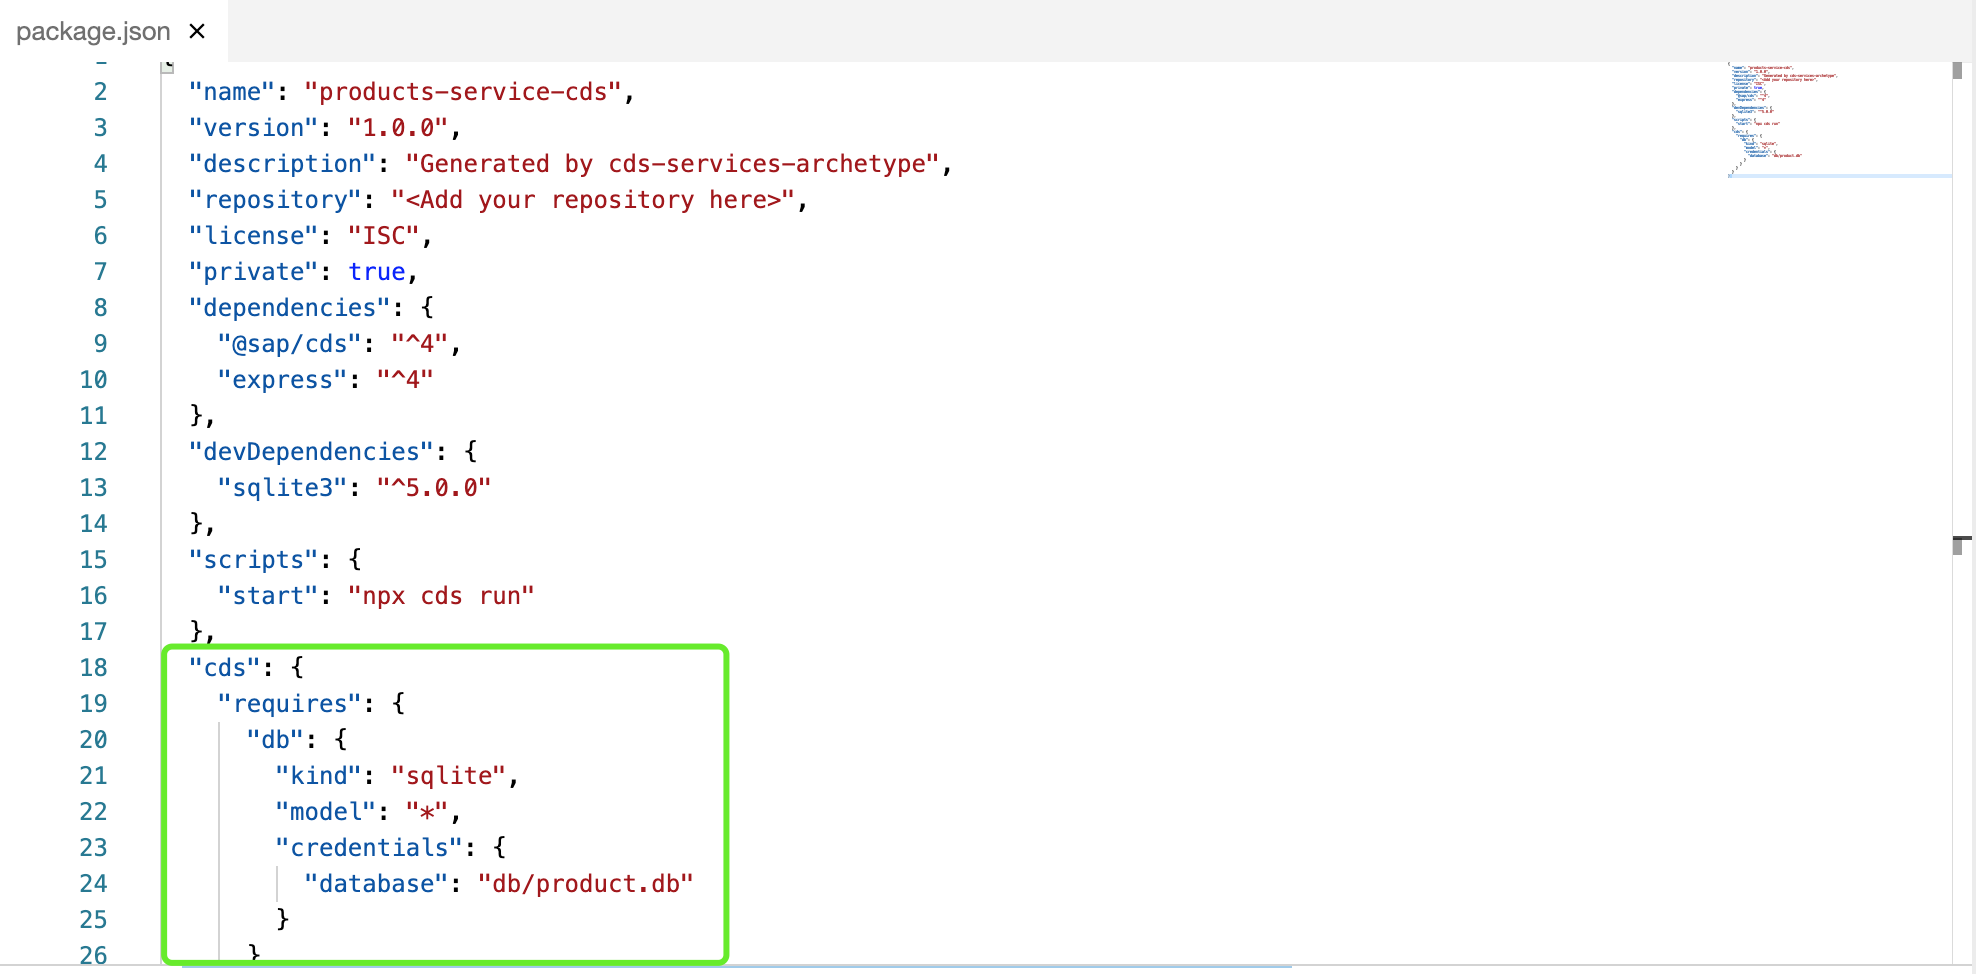 package.json ×
1 {
2 "name": "products-service-cds",
3 "version": "1.0.0",
4 "description": "Generated by cds-services-archetype",
5 "repository": "<Add your repository here>",
6 "license": "ISC",
7 "private": true,
8 "dependencies": {
9 "@sap/cds": "^4",
10 "express": "^4"
11 },
12 "devDependencies": {
13 "sqlite3": "^5.0.0"
14 },
15 "scripts": {
16 "start": "npx cds run"
17 },
18 "cds": {
19 "requires": {
20 "db": {
21 "kind": "sqlite",
22 "model": "*",
23 "credentials": {
24 "database": "db/product.db"
25 }
26 }